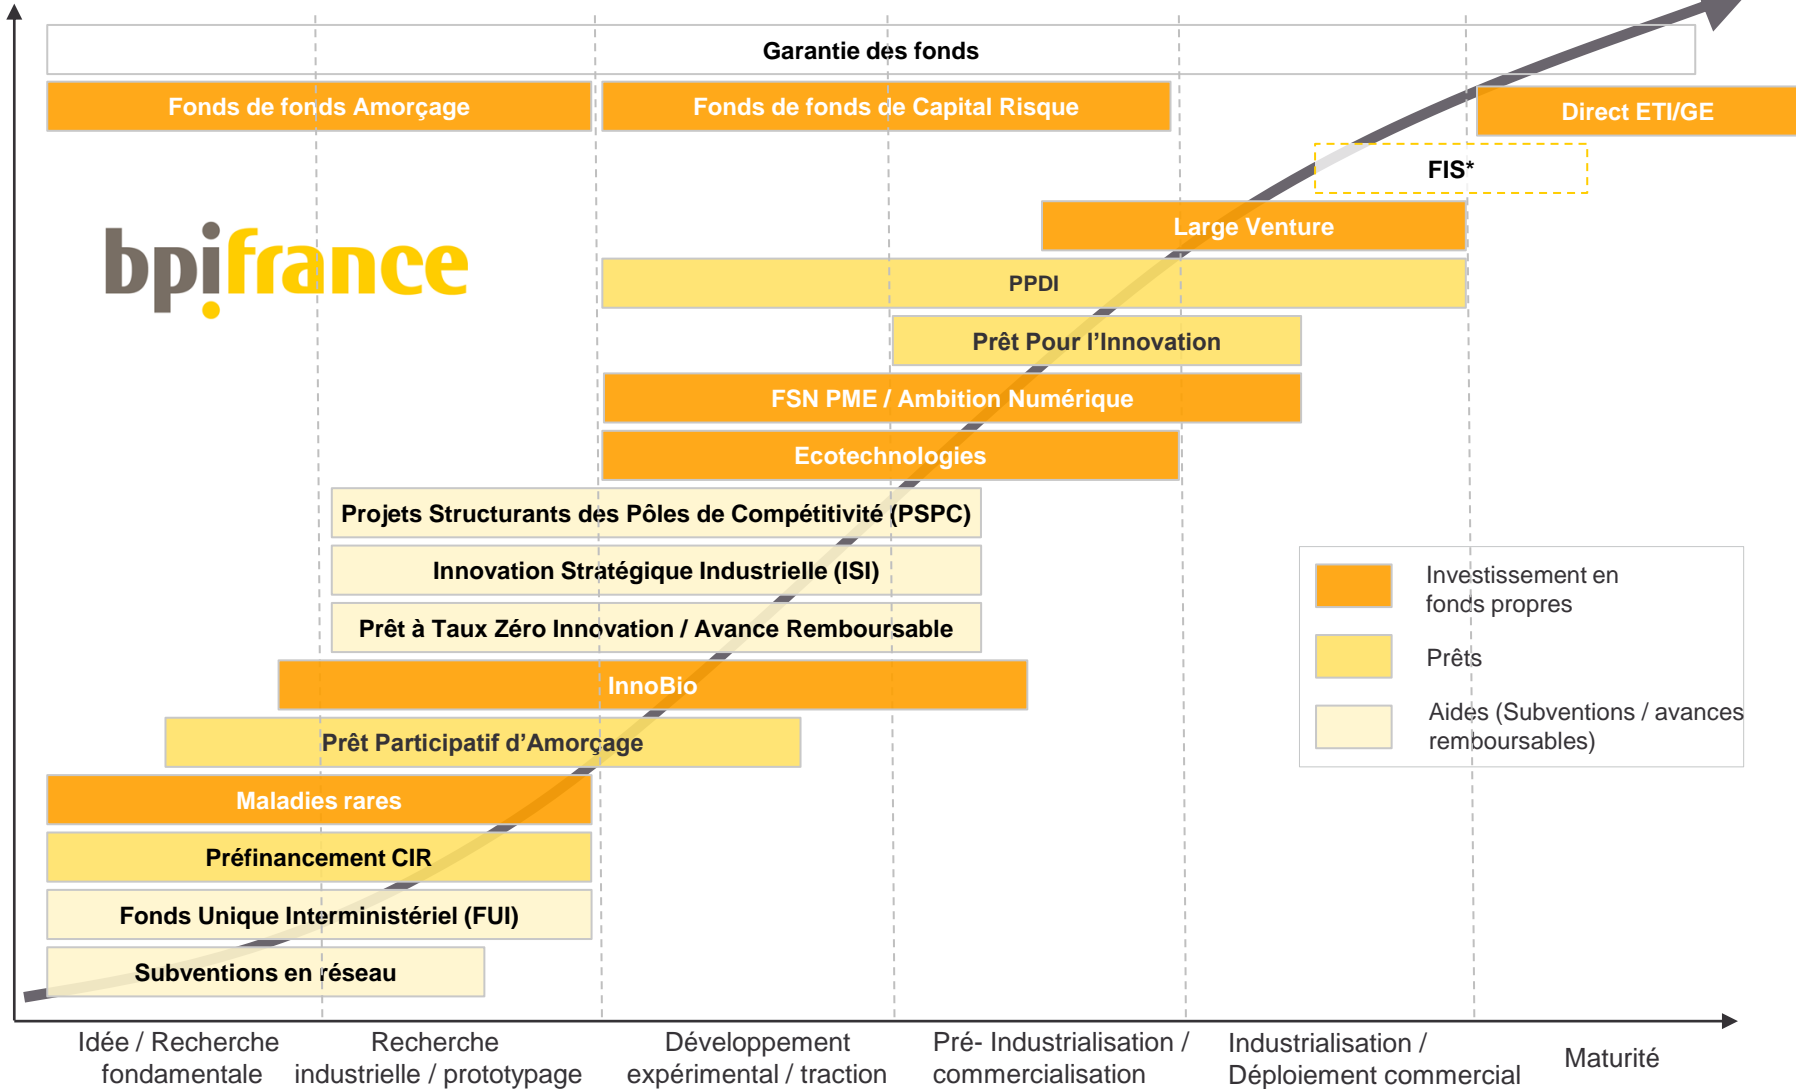 Garantie des fonds
Fonds de fonds Amorçage
Fonds de fonds de Capital Risque
Direct ETI/GE
FIS*
Large Venture
bpifrance
PPDI
Prêt Pour l’Innovation
FSN PME / Ambition Numérique
Ecotechnologies
Projets Structurants des Pôles de Compétitivité (PSPC)
Innovation Stratégique Industrielle (ISI)
Prêt à Taux Zéro Innovation / Avance Remboursable
InnoBio
Prêt Participatif d’Amorçage
Maladies rares
Préfinancement CIR
Fonds Unique Interministériel (FUI)
Subventions en réseau
Investissement en
fonds propres
Prêts
Aides (Subventions / avances
remboursables)
Idée / Recherche
fondamentale
Recherche
industrielle / prototypage
Développement
expérimental / traction
Pré- Industrialisation /
commercialisation
Industrialisation /
Déploiement commercial
Maturité